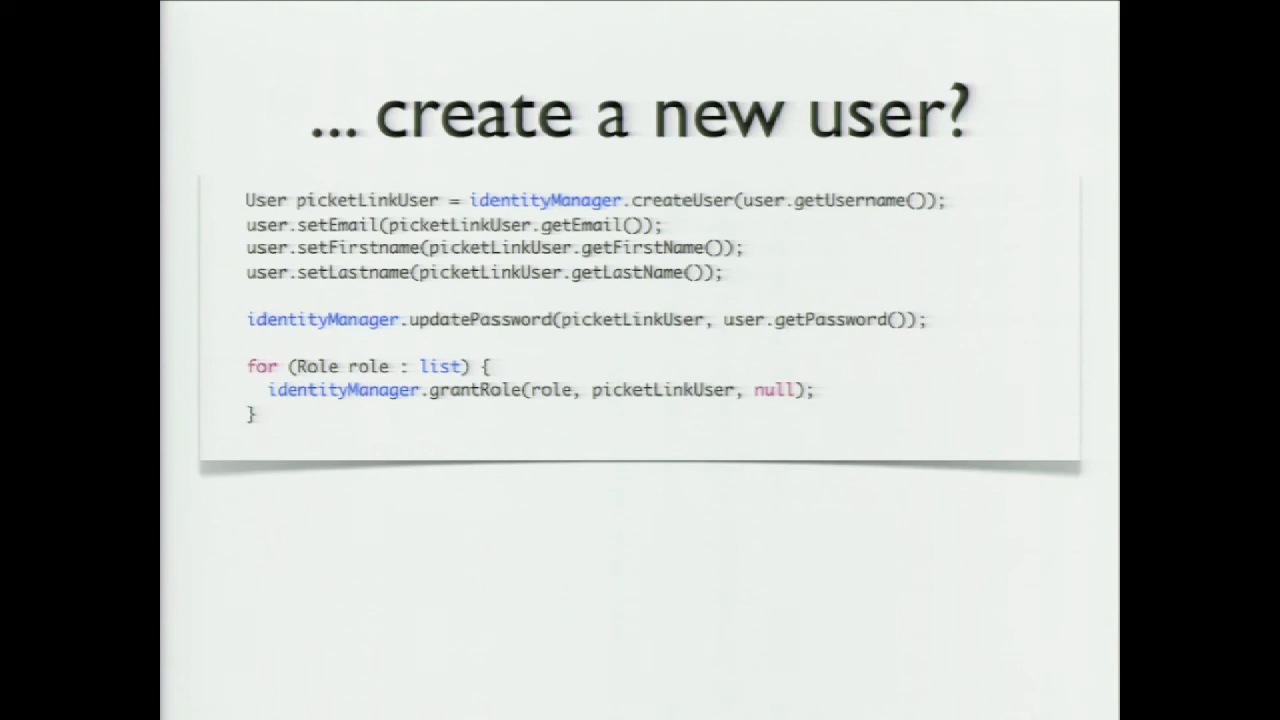 ... create a new user?
User picketLinkUser = identityManager.createUser(user.getUsername());
user.setEmail(picketLinkUser.getEmail());
user.setFirstname(picketLinkUser.getFirstName());
user.setLastname(picketLinkUser.getLastName());
identityManager.updatePassword(picketLinkUser, user.getPassword());
for (Role role : list) {
identityManager.grantRole(role, picketLinkUser, null);
}